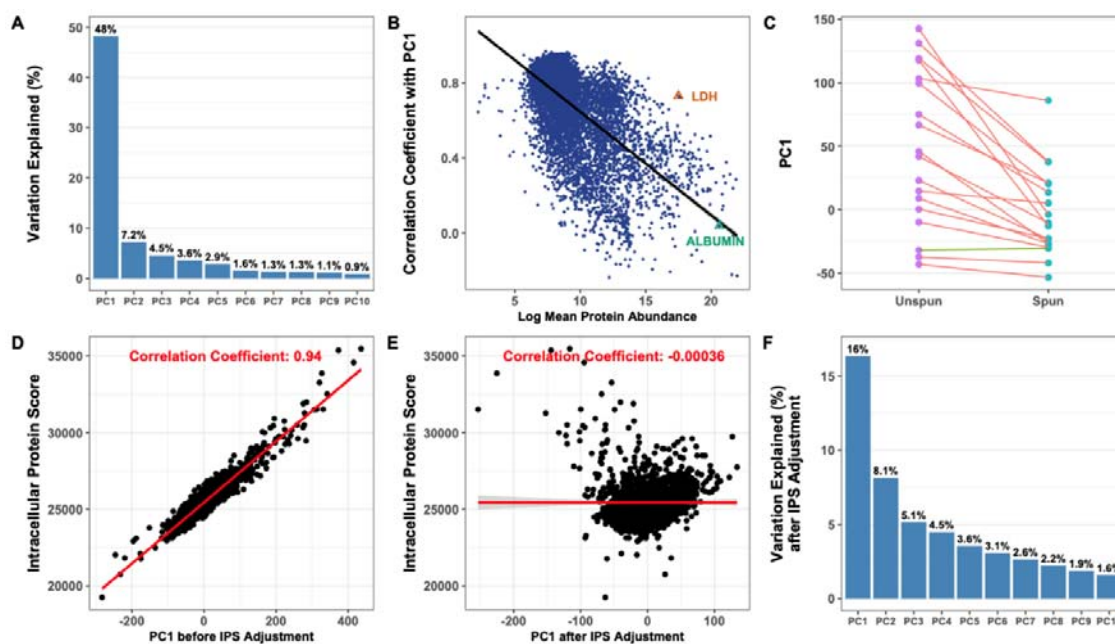 A
Variation Explained (%)
50
40
30
20
10
0
48%
7.2%
4.5%
3.6%
2.9%
1.6%
1.3%
1.3%
1.1%
0.9%
PC1 PC2 PC3 PC4 PC5 PC6 PC7 PC8 PC9 PC10
B
Correlation Coefficient with PC1
0.8
0.4
0.0
LDH
ALBUMIN
5 10 15 20
Log Mean Protein Abundance
C
PC1
150
100
50
0
-50
Unspun Spun
D
Intracellular Protein Score
35000
30000
25000
20000
Correlation Coefficient: 0.94
-200 0 200 400
PC1 before IPS Adjustment
E
Intracellular Protein Score
35000
30000
25000
20000
Correlation Coefficient: -0.00036
-200 -100 0 100
PC1 after IPS Adjustment
F
Variation Explained (%)
after IPS Adjustment
15
10
5
0
16%
8.1%
5.1%
4.5%
3.6%
3.1%
2.6%
2.2%
1.9%
1.6%
PC1 PC2 PC3 PC4 PC5 PC6 PC7 PC8 PC9